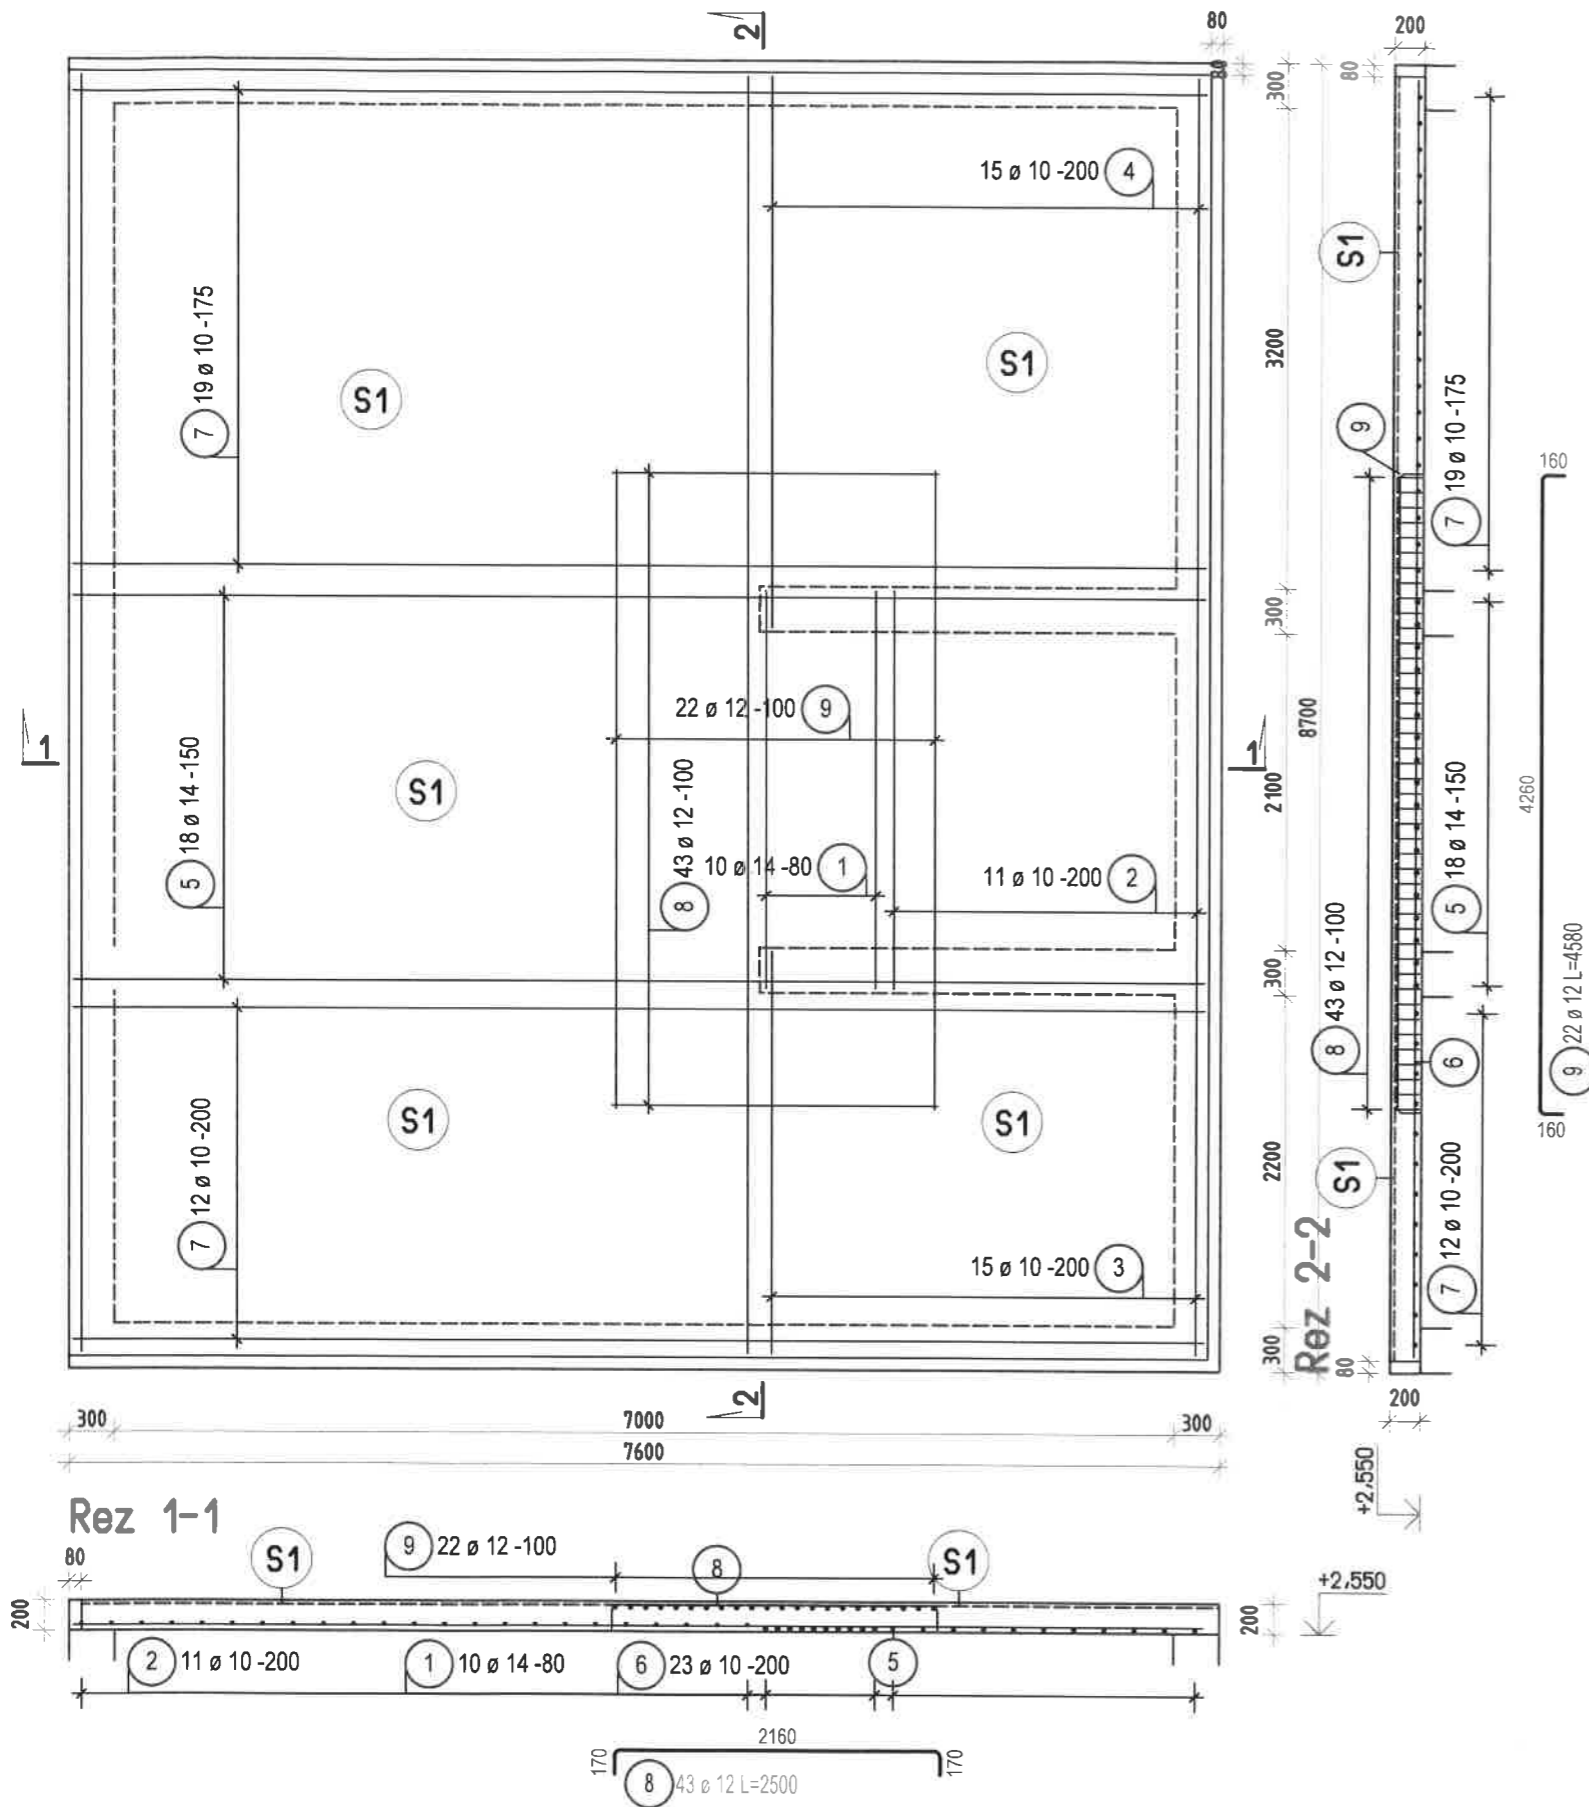 2
80
200
80
80
300
15 ø 10 -200 4
S1
3200
19 ø 10 -175
7
S1
S1
9
19 ø 10 -175
7
160
300
22 ø 12 -100 9
8700
1
1
18 ø 14 -150
5
S1
43 ø 12 -100
8
10 ø 14 -80 1
11 ø 10 -200 2
2100
4260
18 ø 14 -150
5
43 ø 12 -100
8
6
9 22 ø 12 L=4580
300
160
S1
S1
12 ø 10 -200
7
2200
S1
12 ø 10 -200
7
15 ø 10 -200 3
Rez 2-2
300
80
200
2
300
7000
300
7600
+2,550
Rez 1-1
80
S1
9 22 ø 12 -100
8
S1
+2,550
200
200
2 11 ø 10 -200
1 10 ø 14 -80
6 23 ø 10 -200
5
2160
170
170
8 43 ø 12 L=2500